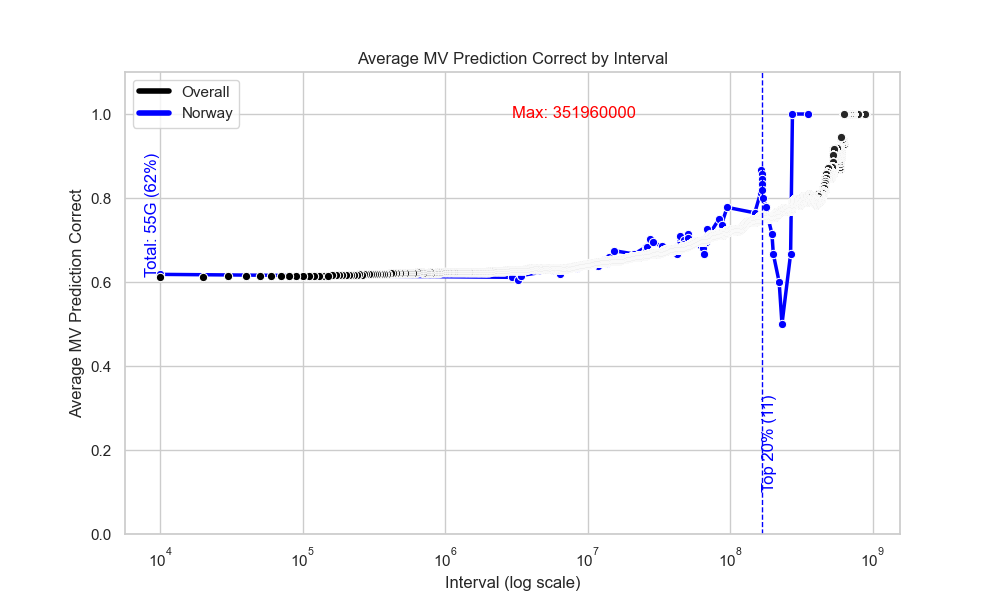 Average MV Prediction Correct by Interval
Overall
Norway
Max: 351960000
Total: 55G (62%)
Top 20% (11)
Average MV Prediction Correct
1.0
0.8
0.6
0.4
0.2
0.0
10^4
10^5
10^6
10^7
10^8
10^9
Interval (log scale)